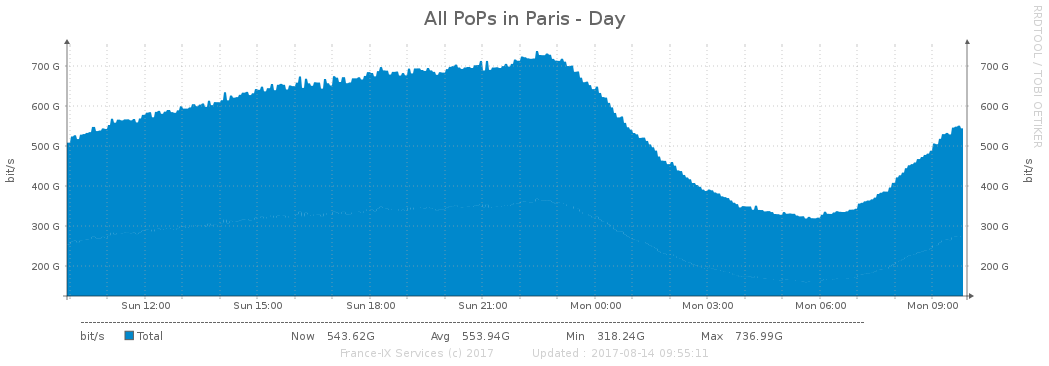 All PoPs in Paris - Day
RRDTOOL / TOBI OETIKER
700 G 700 G
600 G 600 G
500 G 500 G
400 G 400 G
300 G 300 G
200 G 200 G
bit/s bit/s
Sun 12:00 Sun 15:00 Sun 18:00 Sun 21:00 Mon 00:00 Mon 03:00 Mon 06:00 Mon 09:00
bit/s Total Now 543.62G Avg 553.94G Min 318.24G Max 736.99G
France-IX Services (c) 2017 Updated : 2017-08-14 09:55:11